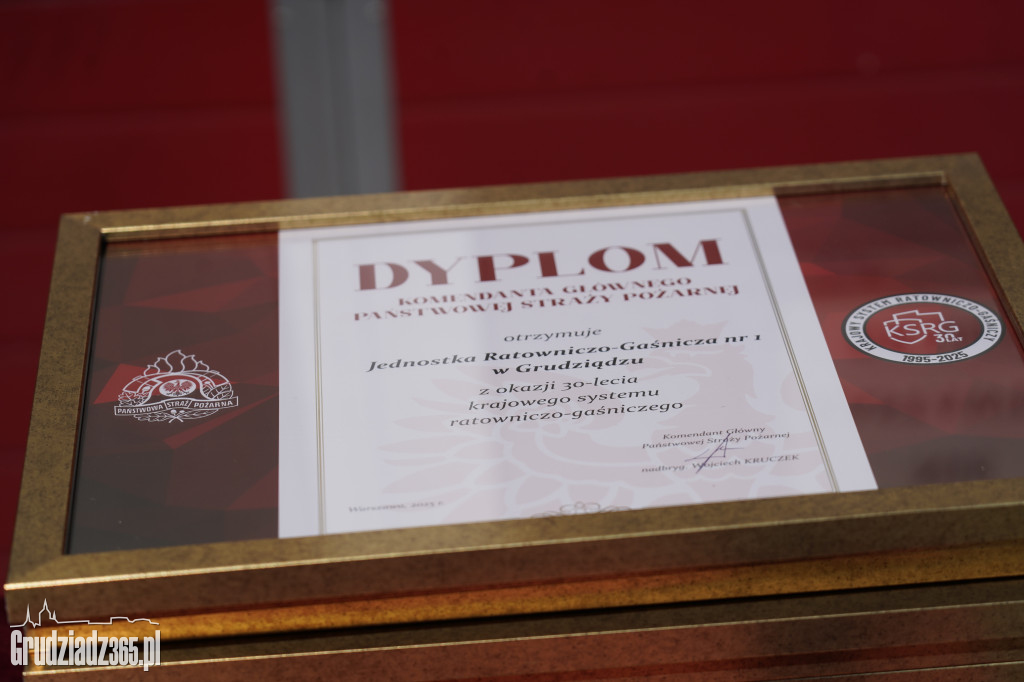 DYPLOM
KOMENDANTA GŁÓWNEGO
PAŃSTWOWEJ STRAŻY POŻARNEJ
otrzymuje
Jednostka Ratowniczo-Gaśnicza nr 1
w Grudziądzu
z okazji 30-lecia
krajowego systemu
ratowniczo-gaśniczego
Komendant Główny
Państwowej Straży Pożarnej
nadbryg. Wojciech KRUCZEK
Warszawa, 2025 r.
PAŃSTWOWA STRAŻ POŻARNA
KRAJOWY SYSTEM RATOWNICZO-GAŚNICZY
KSRG
30 LAT
1995-2025
Grudziadz365.pl